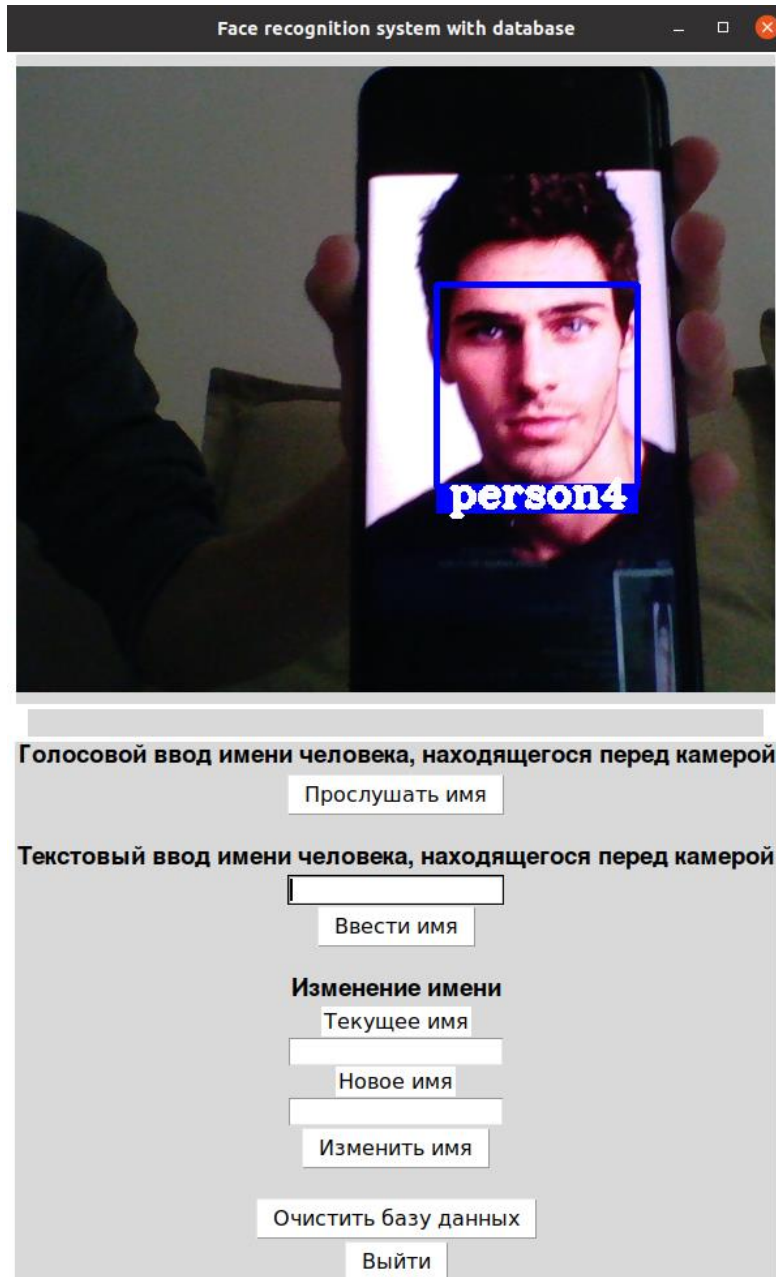 Face recognition system with database
person4
Голосовой ввод имени человека, находящегося перед камерой
Прослушать имя
Текстовый ввод имени человека, находящегося перед камерой
Ввести имя
Изменение имени
Текущее имя
Новое имя
Изменить имя
Очистить базу данных
Выйти